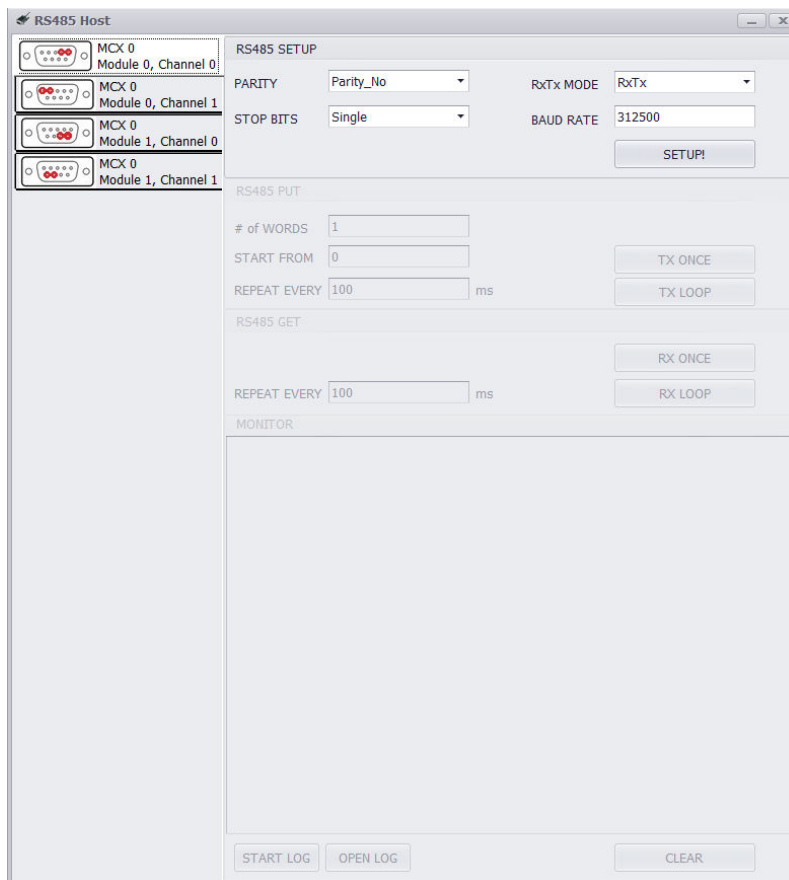 RS485 Host
MCX 0
Module 0, Channel 0
MCX 0
Module 0, Channel 1
MCX 0
Module 1, Channel 0
MCX 0
Module 1, Channel 1
RS485 SETUP
PARITY Parity_No RxTx MODE RxTx
STOP BITS Single BAUD RATE 312500
SETUP!
RS485 PUT
# of WORDS 1
START FROM 0 TX ONCE
REPEAT EVERY 100 ms TX LOOP
RS485 GET
RX ONCE
REPEAT EVERY 100 ms RX LOOP
MONITOR
START LOG OPEN LOG CLEAR